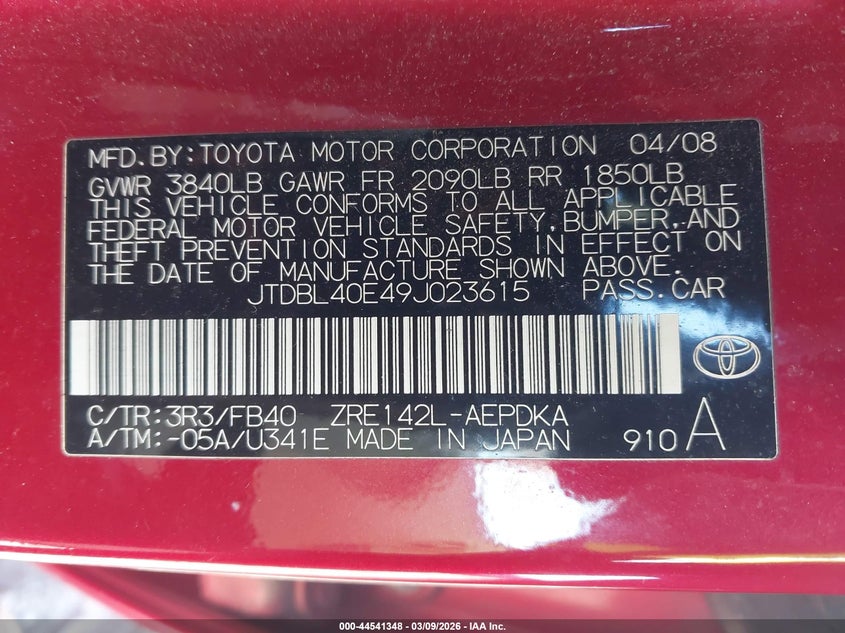 MFD.BY:TOYOTA MOTOR CORPORATION 04/08
GVWR 3840LB GAWR FR 2090LB RR 1850LB
THIS VEHICLE CONFORMS TO ALL APPLICABLE
FEDERAL MOTOR VEHICLE SAFETY,BUMPER,AND
THEFT PREVENTION STANDARDS IN EFFECT ON
THE DATE OF MANUFACTURE SHOWN ABOVE.
JTDBL40E49J023615 PASS.CAR
C/TR:3R3/FB40 ZRE142L-AEPDKA
A/TM:-05A/U341E MADE IN JAPAN 910 A
000-44541348 - 03/09/2026 - IAA Inc.